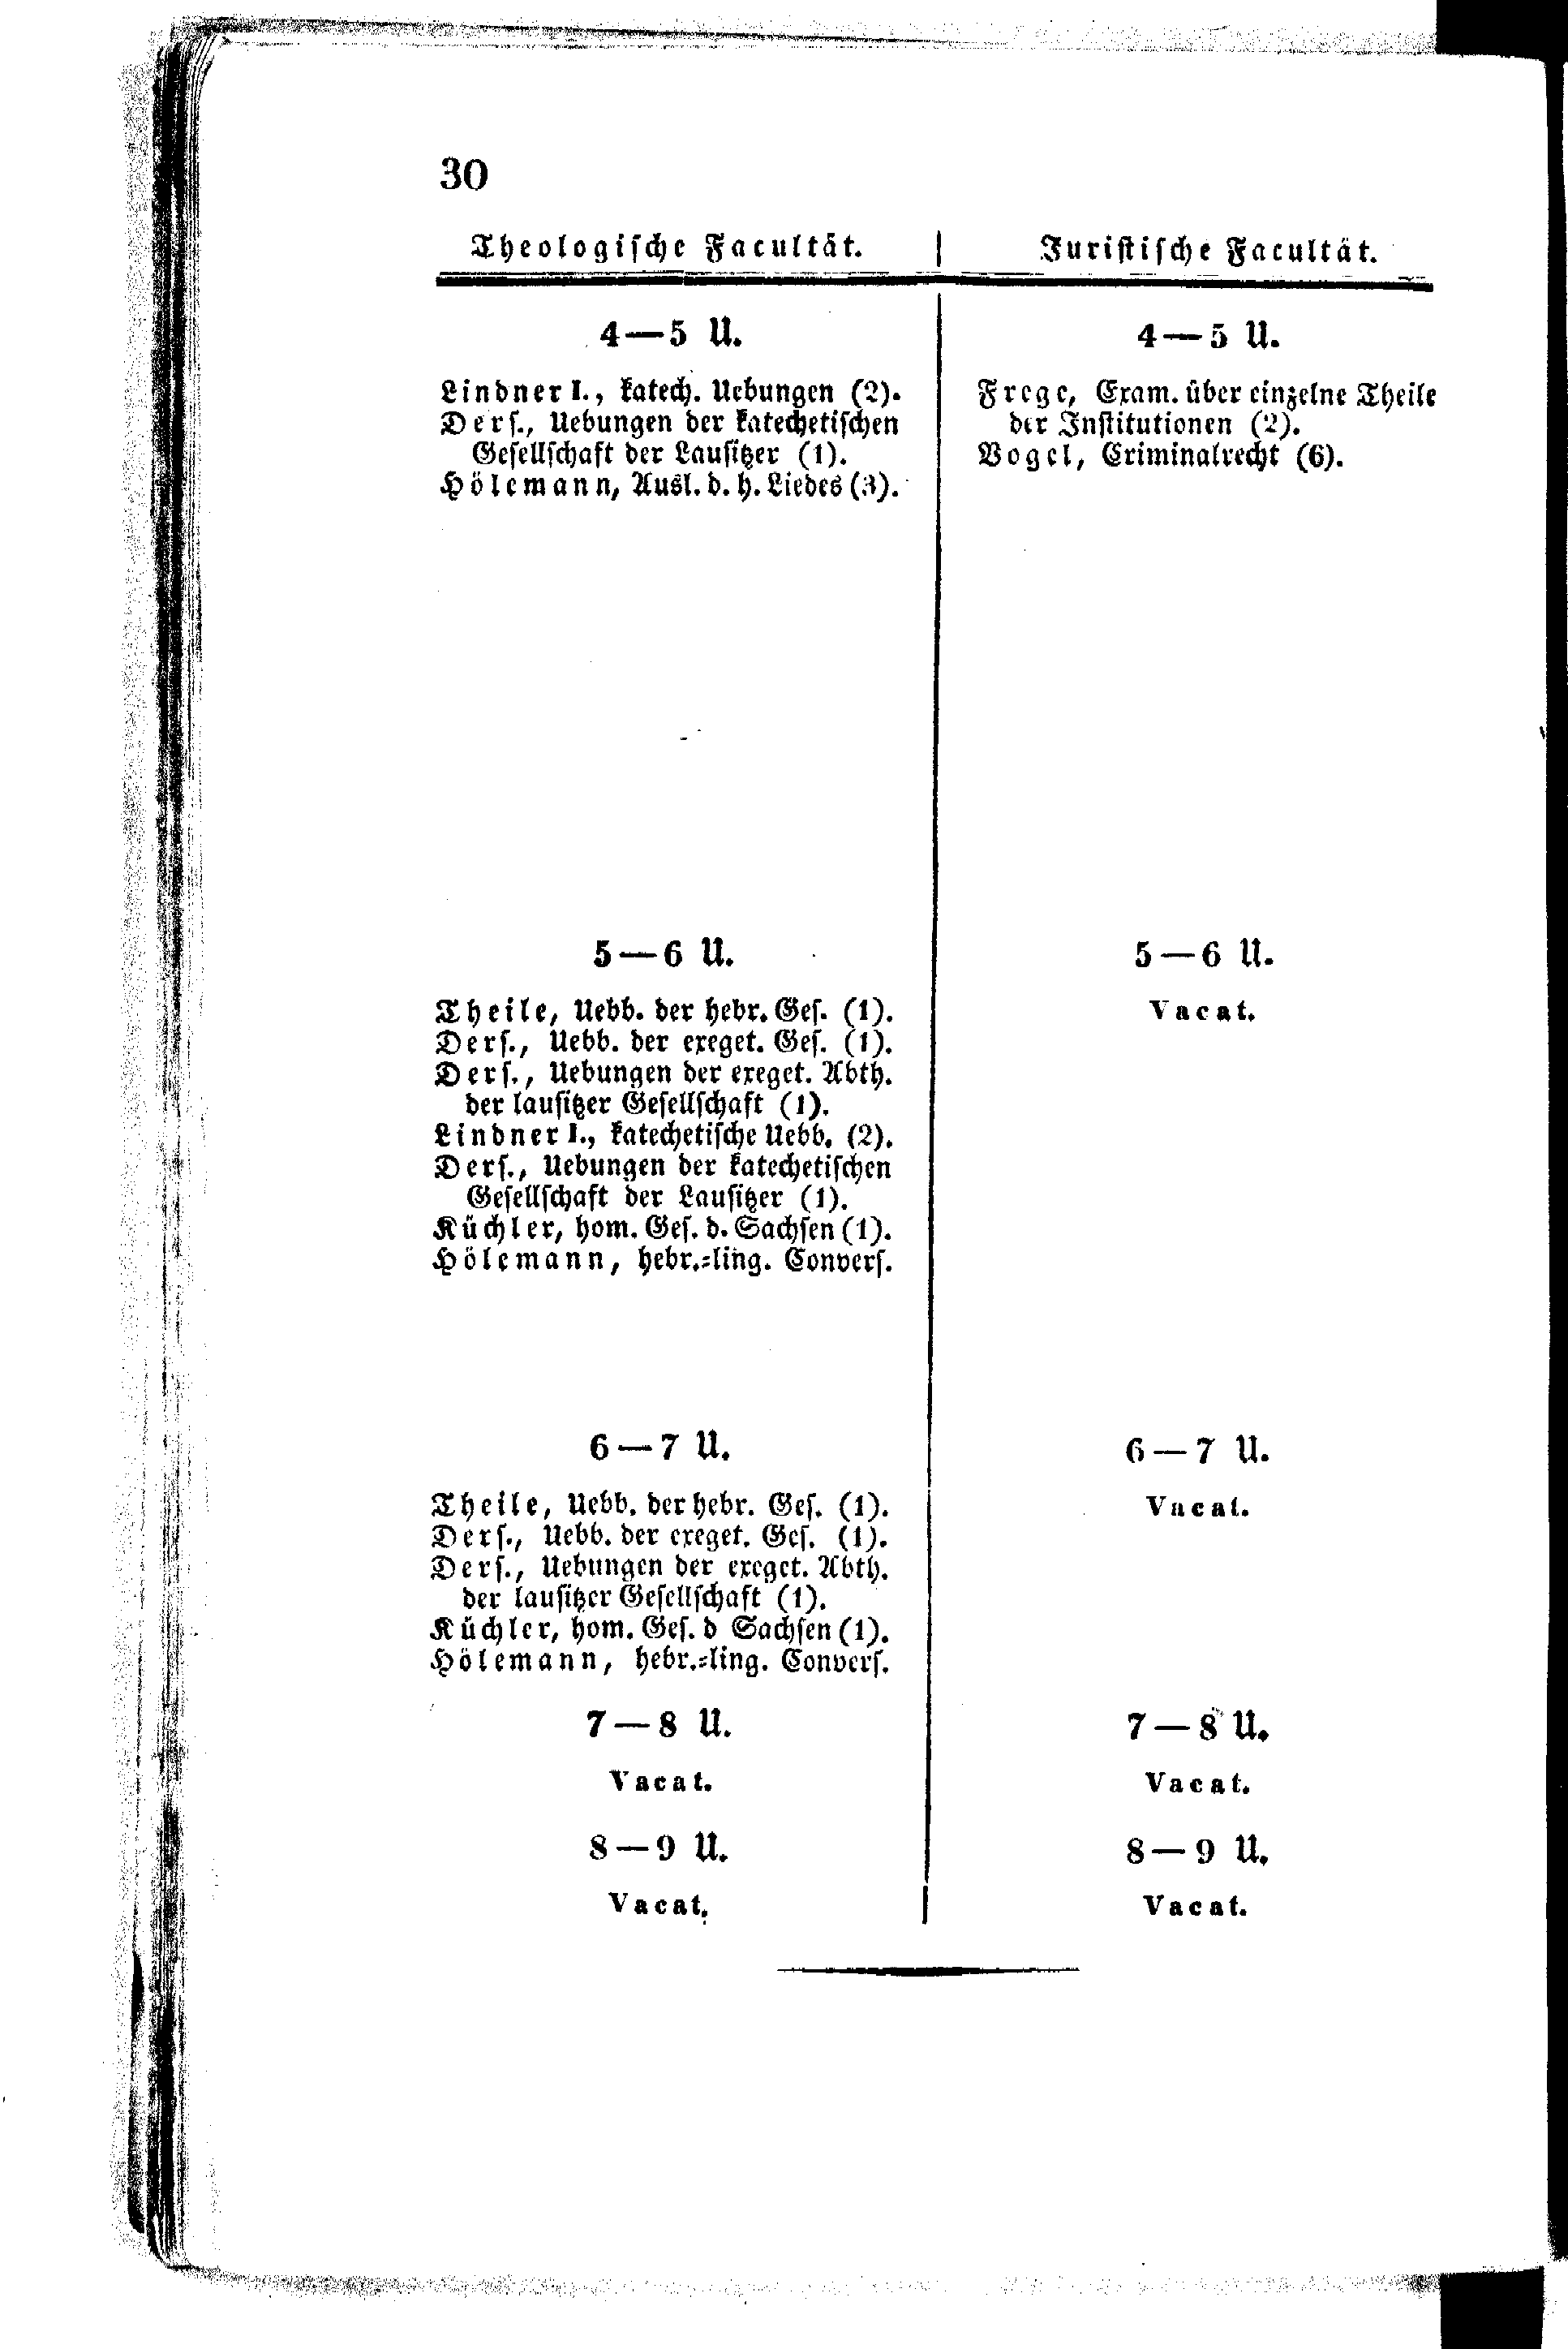 30
Theologische Facultät.
4—5 U.
Lindner I., katech. Uebungen (2).
Ders., Uebungen der katechetischen
Gesellschaft der Lausitzer (1).
Hölemann, Ausl. d. h. Liedes (3).
5—6 U.
Theile, Uebb. der hebr. Ges. (1).
Ders., Uebb. der exeget. Ges. (1).
Ders., Uebungen der exeget. Abth.
der lausitzer Gesellschaft (1).
Lindner I., katechetische Uebb. (2).
Ders., Uebungen der katechetischen
Gesellschaft der Lausitzer (1).
Küchler, hom. Ges. d. Sachsen (1).
Hölemann, hebr.-ling. Convers.
6—7 U.
Theile, Uebb. der hebr. Ges. (1).
Ders., Uebb. der exeget. Ges. (1).
Ders., Uebungen der exeget. Abth.
der lausitzer Gesellschaft (1).
Küchler, hom. Ges. d Sachsen (1).
Hölemann, hebr.-ling. Convers.
7—8 U.
Vacat.
8—9 U.
Vacat.
Juristische Facultät.
4—5 U.
Frege, Exam. über einzelne Theile
der Institutionen (2).
Vogel, Criminalrecht (6).
5—6 U.
Vacat.
6—7 U.
Vacat.
7—8 U.
Vacat.
8—9 U.
Vacat.